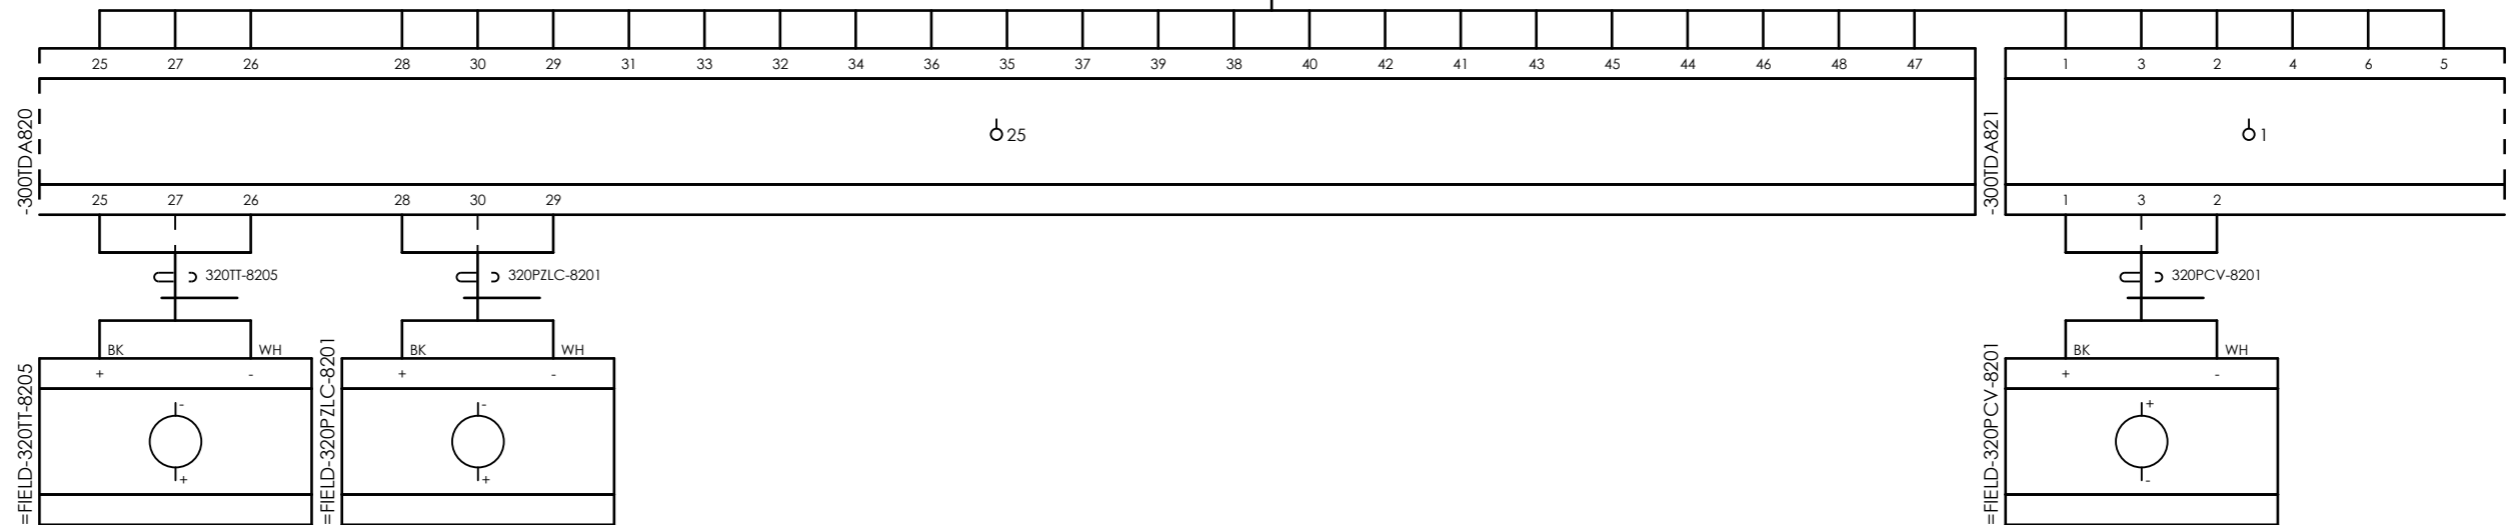 25 27 26 28 30 29 31 33 32 34 36 35 37 39 38 40 42 41 43 45 44 46 48 47 1 3 2 4 6 5
-300TDA820
25
-300TDA821
1
25 27 26 28 30 29 1 3 2
320TT-8205 320PZLC-8201 320PCV-8201
BK WH BK WH BK WH
=FIELD-320TT-8205
+ -
-
+
=FIELD-320PZLC-8201
+ -
-
+
=FIELD-320PCV-8201
+ -
+
-